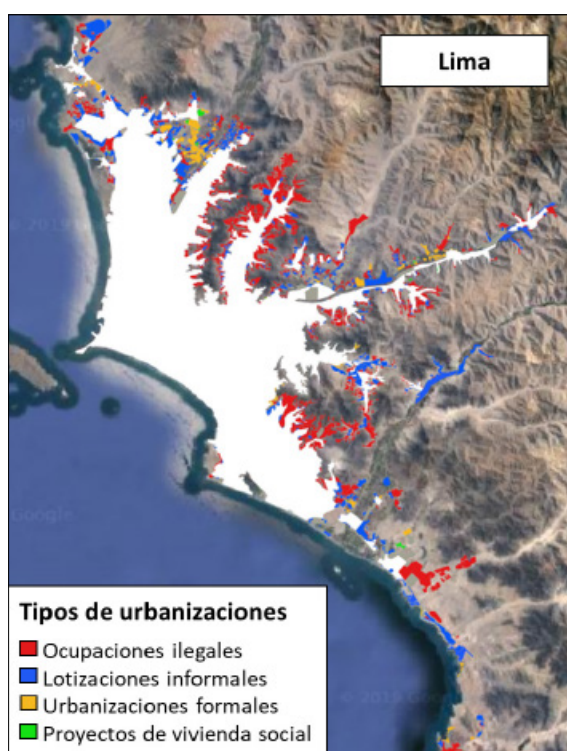 Lima
Tipos de urbanizaciones
Ocupaciones ilegales
Lotizaciones informales
Urbanizaciones formales
Proyectos de vivienda social